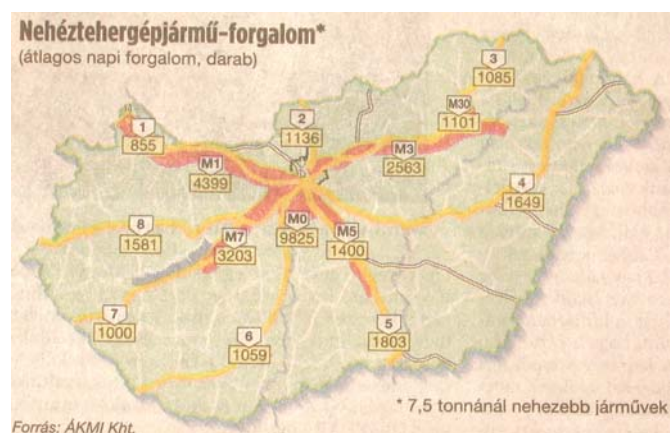 Nehéztehergépjármű-forgalom*
(átlagos napi forgalom, darab)
3
1085
1
855
2
1136
M30
1101
M1
4399
M3
2563
4
1649
8
1581
M7
3203
M0
9825
M5
1400
7
1000
6
1059
5
1803
* 7,5 tonnánál nehezebb járművek
Forrás: ÁKMI Kht.